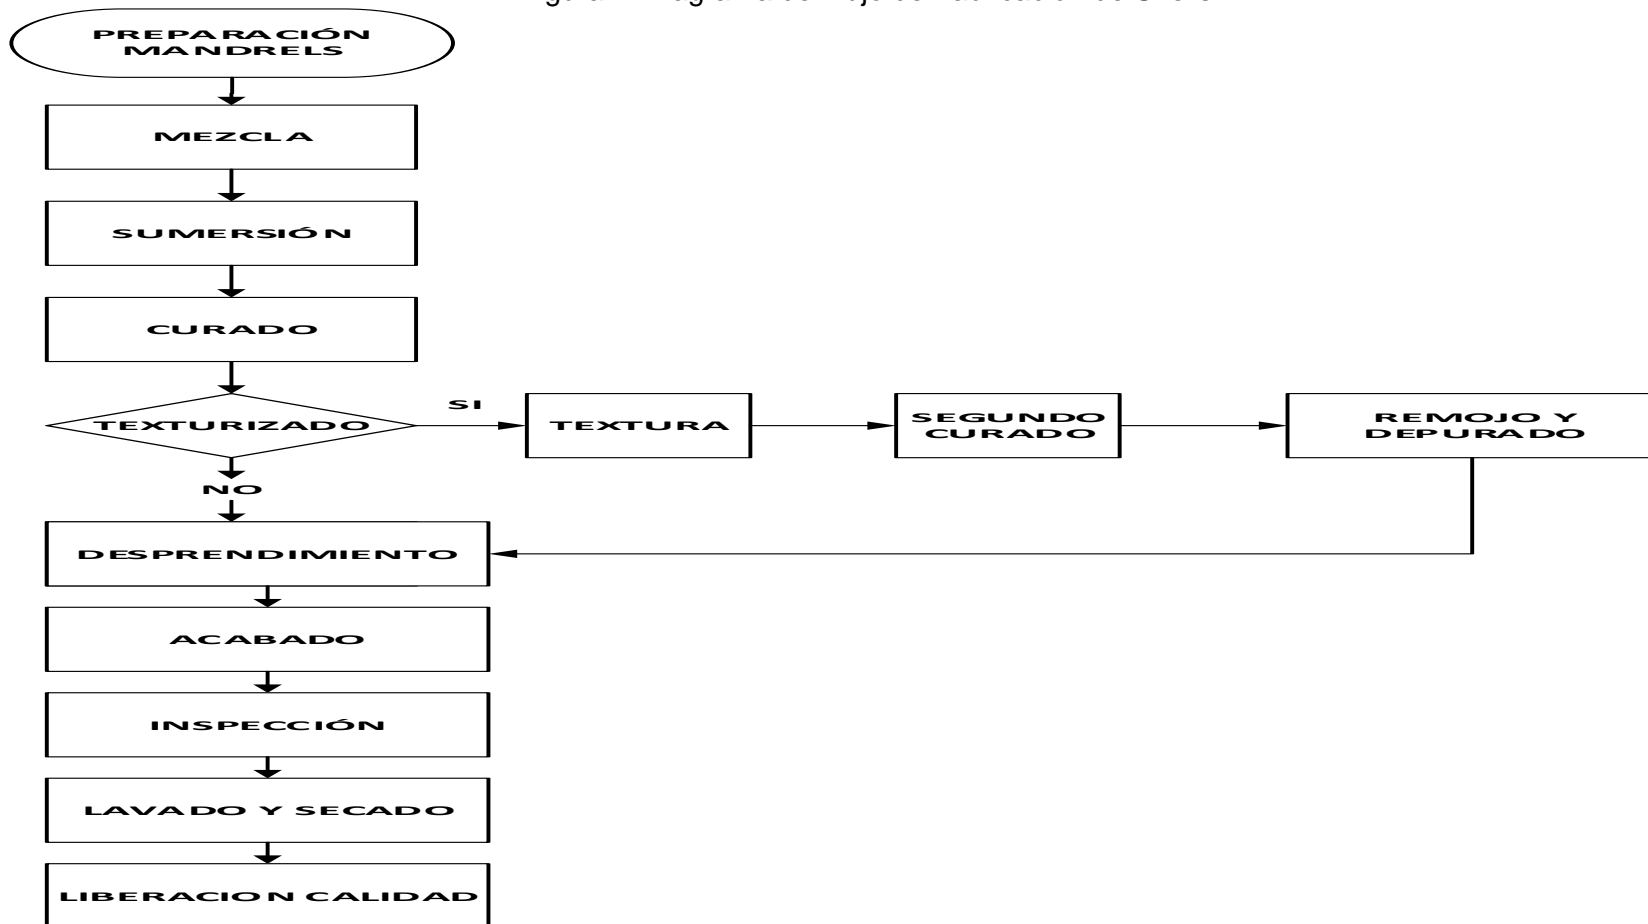 PREPARACIÓN
MANDRELS
MEZCLA
SUMERSIÓN
CURADO
TEXTURIZADO
SI
TEXTURA
SEGUNDO
CURADO
REMOJO Y
DEPURADO
NO
DESPRENDIMIENTO
ACABADO
INSPECCIÓN
LAVADO Y SECADO
LIBERACION CALIDAD